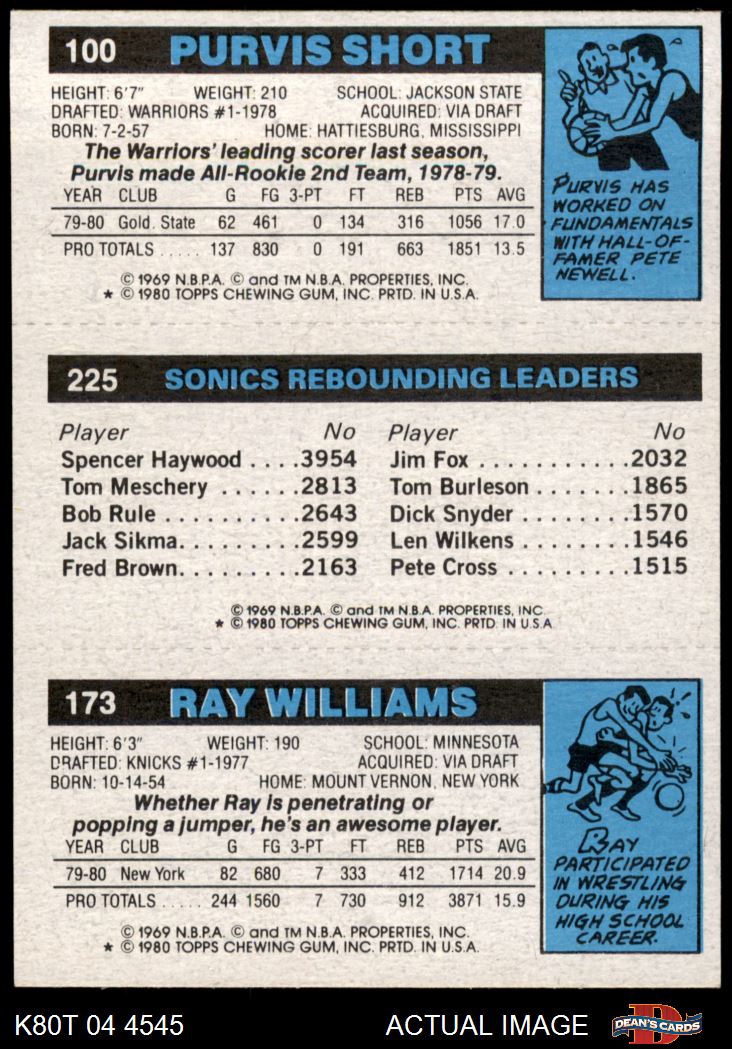 100 PURVIS SHORT
HEIGHT: 6'7" WEIGHT: 210 SCHOOL: JACKSON STATE
DRAFTED: WARRIORS #1-1978 ACQUIRED: VIA DRAFT
BORN: 7-2-57 HOME: HATTIESBURG, MISSISSIPPI
The Warriors' leading scorer last season,
Purvis made All-Rookie 2nd Team, 1978-79.
YEAR CLUB G FG 3-PT FT REB PTS AVG
79-80 Gold. State 62 461 0 134 316 1056 17.0
PRO TOTALS ..... 137 830 0 191 663 1851 13.5
© 1969 N.B.P.A. © and TM N.B.A. PROPERTIES, INC.
* © 1980 TOPPS CHEWING GUM, INC. PRTD. IN U.S.A.
PURVIS HAS
WORKED ON
FUNDAMENTALS
WITH HALL-OF-
FAMER PETE
NEWELL.
225 SONICS REBOUNDING LEADERS
Player No Player No
Spencer Haywood ....3954 Jim Fox ............2032
Tom Meschery ......2813 Tom Burleson .......1865
Bob Rule ..........2643 Dick Snyder ........1570
Jack Sikma.........2599 Len Wilkens ........1546
Fred Brown.........2163 Pete Cross .........1515
© 1969 N.B.P.A. © and TM N.B.A. PROPERTIES, INC.
* © 1980 TOPPS CHEWING GUM, INC. PRTD. IN U.S.A.
173 RAY WILLIAMS
HEIGHT: 6'3" WEIGHT: 190 SCHOOL: MINNESOTA
DRAFTED: KNICKS #1-1977 ACQUIRED: VIA DRAFT
BORN: 10-14-54 HOME: MOUNT VERNON, NEW YORK
Whether Ray is penetrating or
popping a jumper, he's an awesome player.
YEAR CLUB G FG 3-PT FT REB PTS AVG
79-80 New York 82 680 7 333 412 1714 20.9
PRO TOTALS ..... 244 1560 7 730 912 3871 15.9
© 1969 N.B.P.A. © and TM N.B.A. PROPERTIES, INC.
* © 1980 TOPPS CHEWING GUM, INC. PRTD. IN U.S.A.
RAY
PARTICIPATED
IN WRESTLING
DURING HIS
HIGH SCHOOL
CAREER.
K80T 04 4545 ACTUAL IMAGE D DEAN'S CARDS